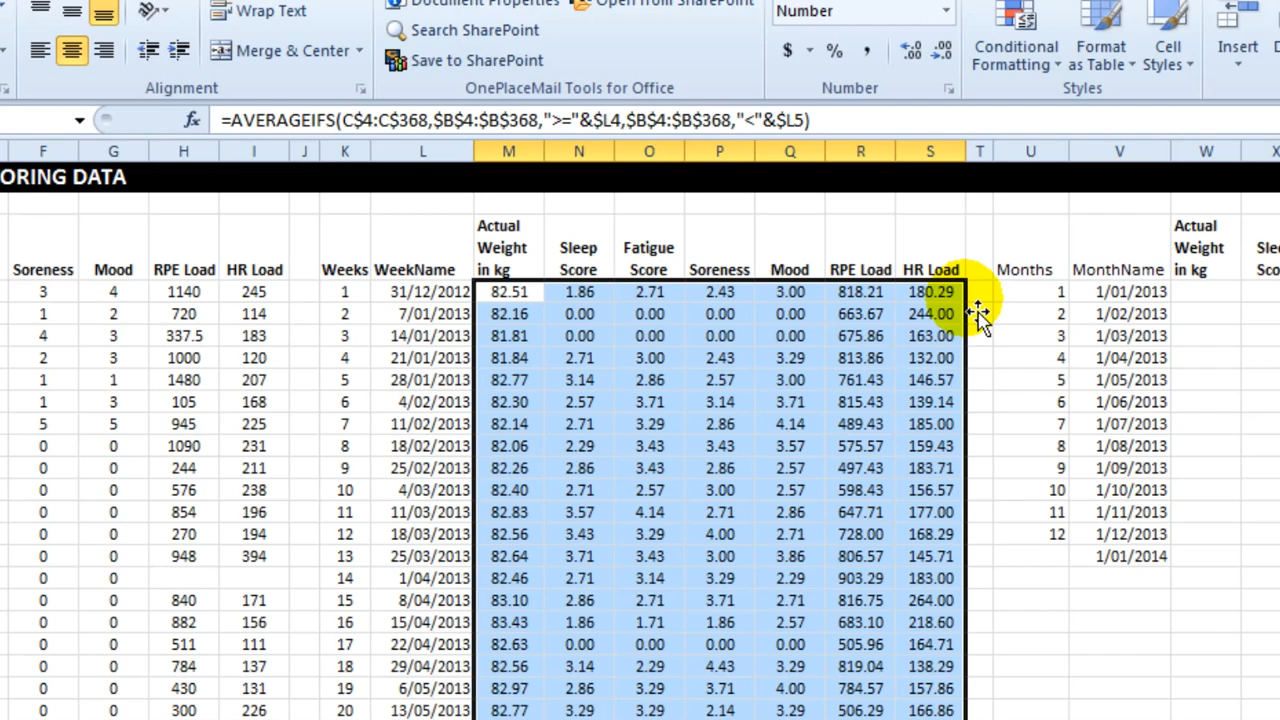 Wrap Text
Document Properties
Open from SharePoint
Number
Search SharePoint
$ % ,
Conditional Formatting
Format as Table
Cell Styles
Insert
Merge & Center
Save to SharePoint
Alignment
OnePlaceMail Tools for Office
Number
Styles
fx =AVERAGEIFS(C$4:C$368,$B$4:$B$368,">="&$L4,$B$4:$B$368,"<"&$L5)
F G H I J K L M N O P Q R S T U V W X
ORING DATA
Soreness Mood RPE Load HR Load Weeks WeekName Actual Weight in kg Sleep Score Fatigue Score Soreness Mood RPE Load HR Load Months MonthName Actual Weight in kg
3 4 1140 245 1 31/12/2012 82.51 1.86 2.71 2.43 3.00 818.21 180.29 1 1/01/2013
1 2 720 114 2 7/01/2013 82.16 0.00 0.00 0.00 0.00 663.67 244.00 2 1/02/2013
4 3 337.5 183 3 14/01/2013 81.81 0.00 0.00 0.00 0.00 675.86 163.00 3 1/03/2013
2 3 1000 120 4 21/01/2013 81.84 2.71 3.00 2.43 3.29 813.86 132.00 4 1/04/2013
1 1 1480 207 5 28/01/2013 82.77 3.14 2.86 2.57 3.00 761.43 146.57 5 1/05/2013
1 3 105 168 6 4/02/2013 82.30 2.57 3.71 3.14 3.71 815.43 139.14 6 1/06/2013
5 5 945 225 7 11/02/2013 82.14 2.71 3.29 2.86 4.14 489.43 185.00 7 1/07/2013
0 0 1090 231 8 18/02/2013 82.06 2.29 3.43 3.43 3.57 575.57 159.43 8 1/08/2013
0 0 244 211 9 25/02/2013 82.26 2.86 3.43 2.86 2.57 497.43 183.71 9 1/09/2013
0 0 576 238 10 4/03/2013 82.40 2.71 2.57 3.00 2.57 598.43 156.57 10 1/10/2013
0 0 854 196 11 11/03/2013 82.83 3.57 4.14 2.71 2.86 647.71 177.00 11 1/11/2013
0 0 270 194 12 18/03/2013 82.56 3.43 3.29 4.00 2.71 728.00 168.29 12 1/12/2013
0 0 948 394 13 25/03/2013 82.64 3.71 3.43 3.00 3.86 806.57 145.71 1/01/2014
0 0 14 1/04/2013 82.46 2.71 3.14 3.29 2.29 903.29 183.00
0 0 840 171 15 8/04/2013 83.10 2.86 2.71 3.71 2.71 816.75 264.00
0 0 882 156 16 15/04/2013 83.43 1.86 1.71 1.86 2.57 683.10 218.60
0 0 511 111 17 22/04/2013 82.63 0.00 0.00 0.00 0.00 505.96 164.71
0 0 784 137 18 29/04/2013 82.56 3.14 2.29 4.43 3.29 819.04 138.29
0 0 430 131 19 6/05/2013 82.97 2.86 3.29 3.71 4.00 784.57 157.86
0 0 300 226 20 13/05/2013 82.77 3.29 3.29 2.14 3.29 506.29 166.86